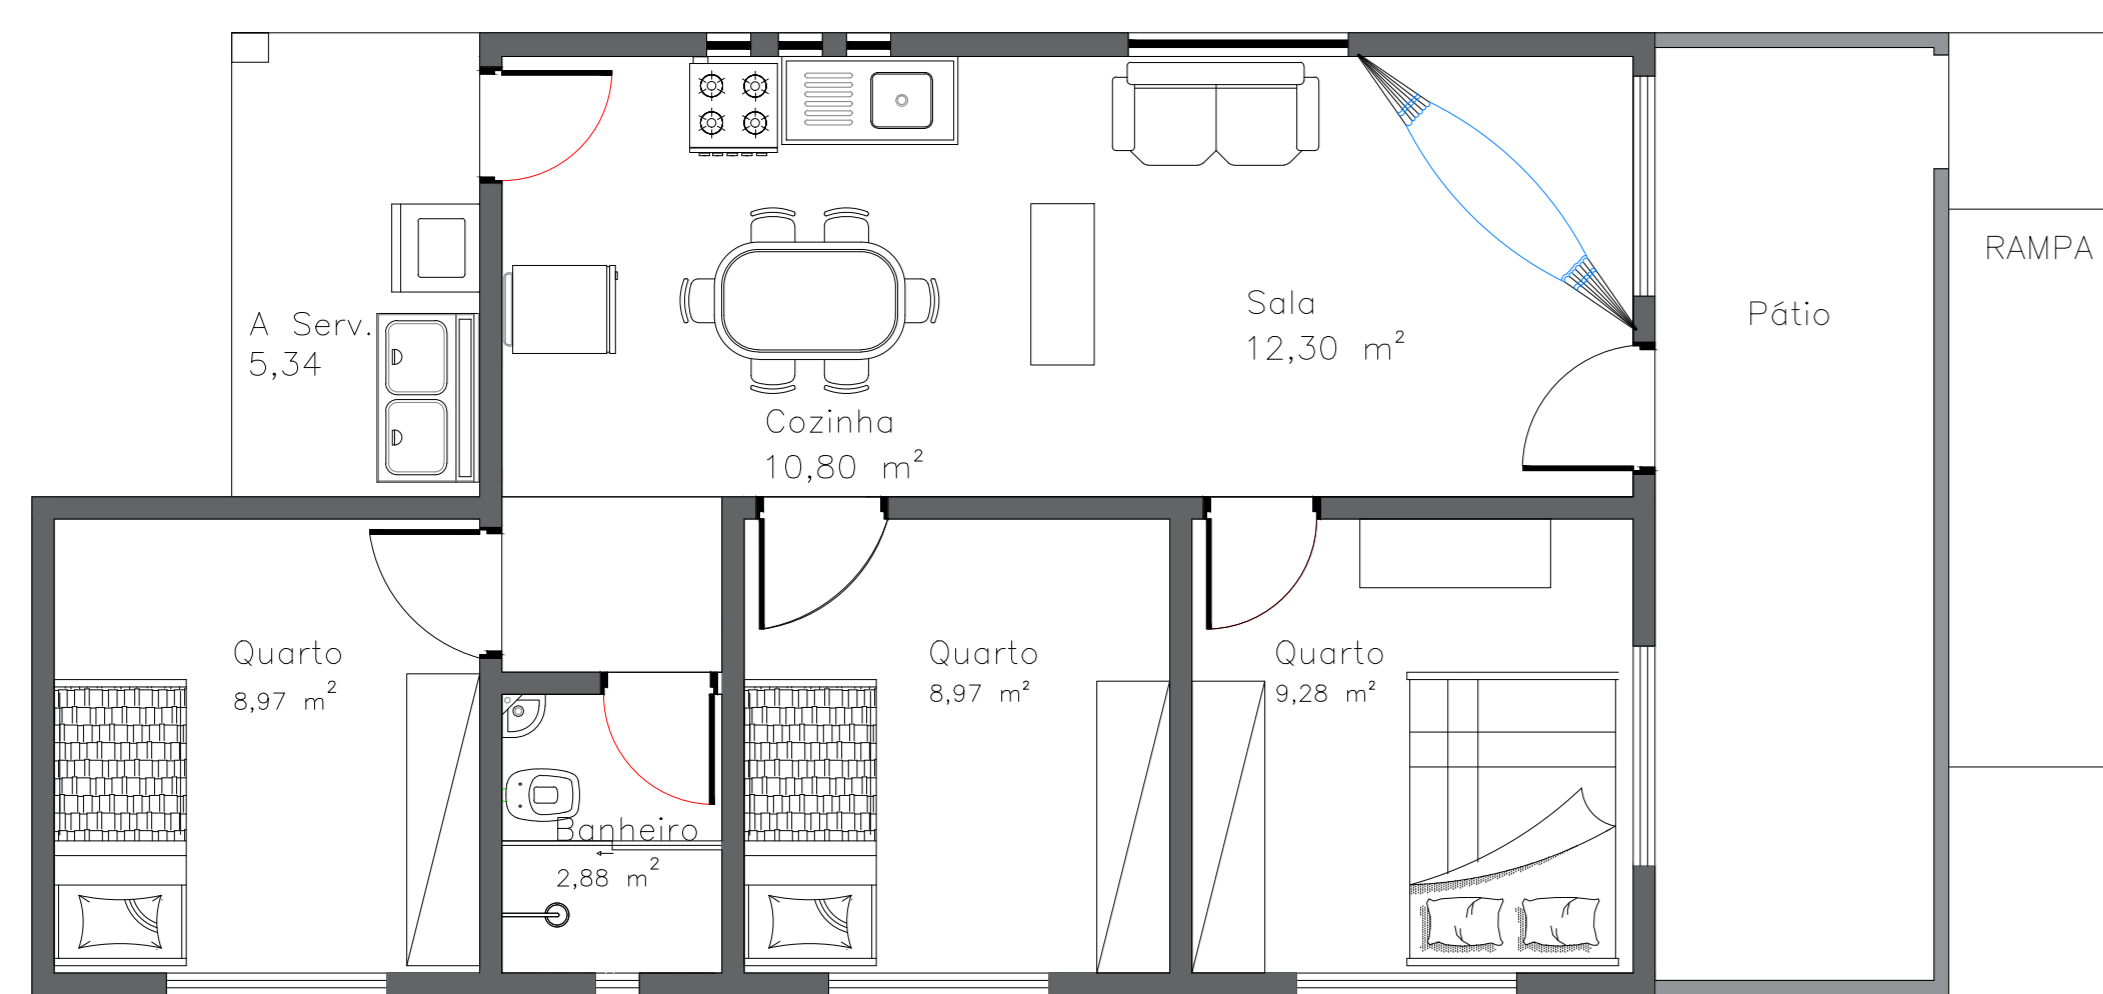 RAMPA
Sala
12,30 m²
Pátio
A Serv.
5,34
Cozinha
10,80 m²
Quarto
8,97 m²
Quarto
8,97 m²
Quarto
9,28 m²
Banheiro
2,88 m²